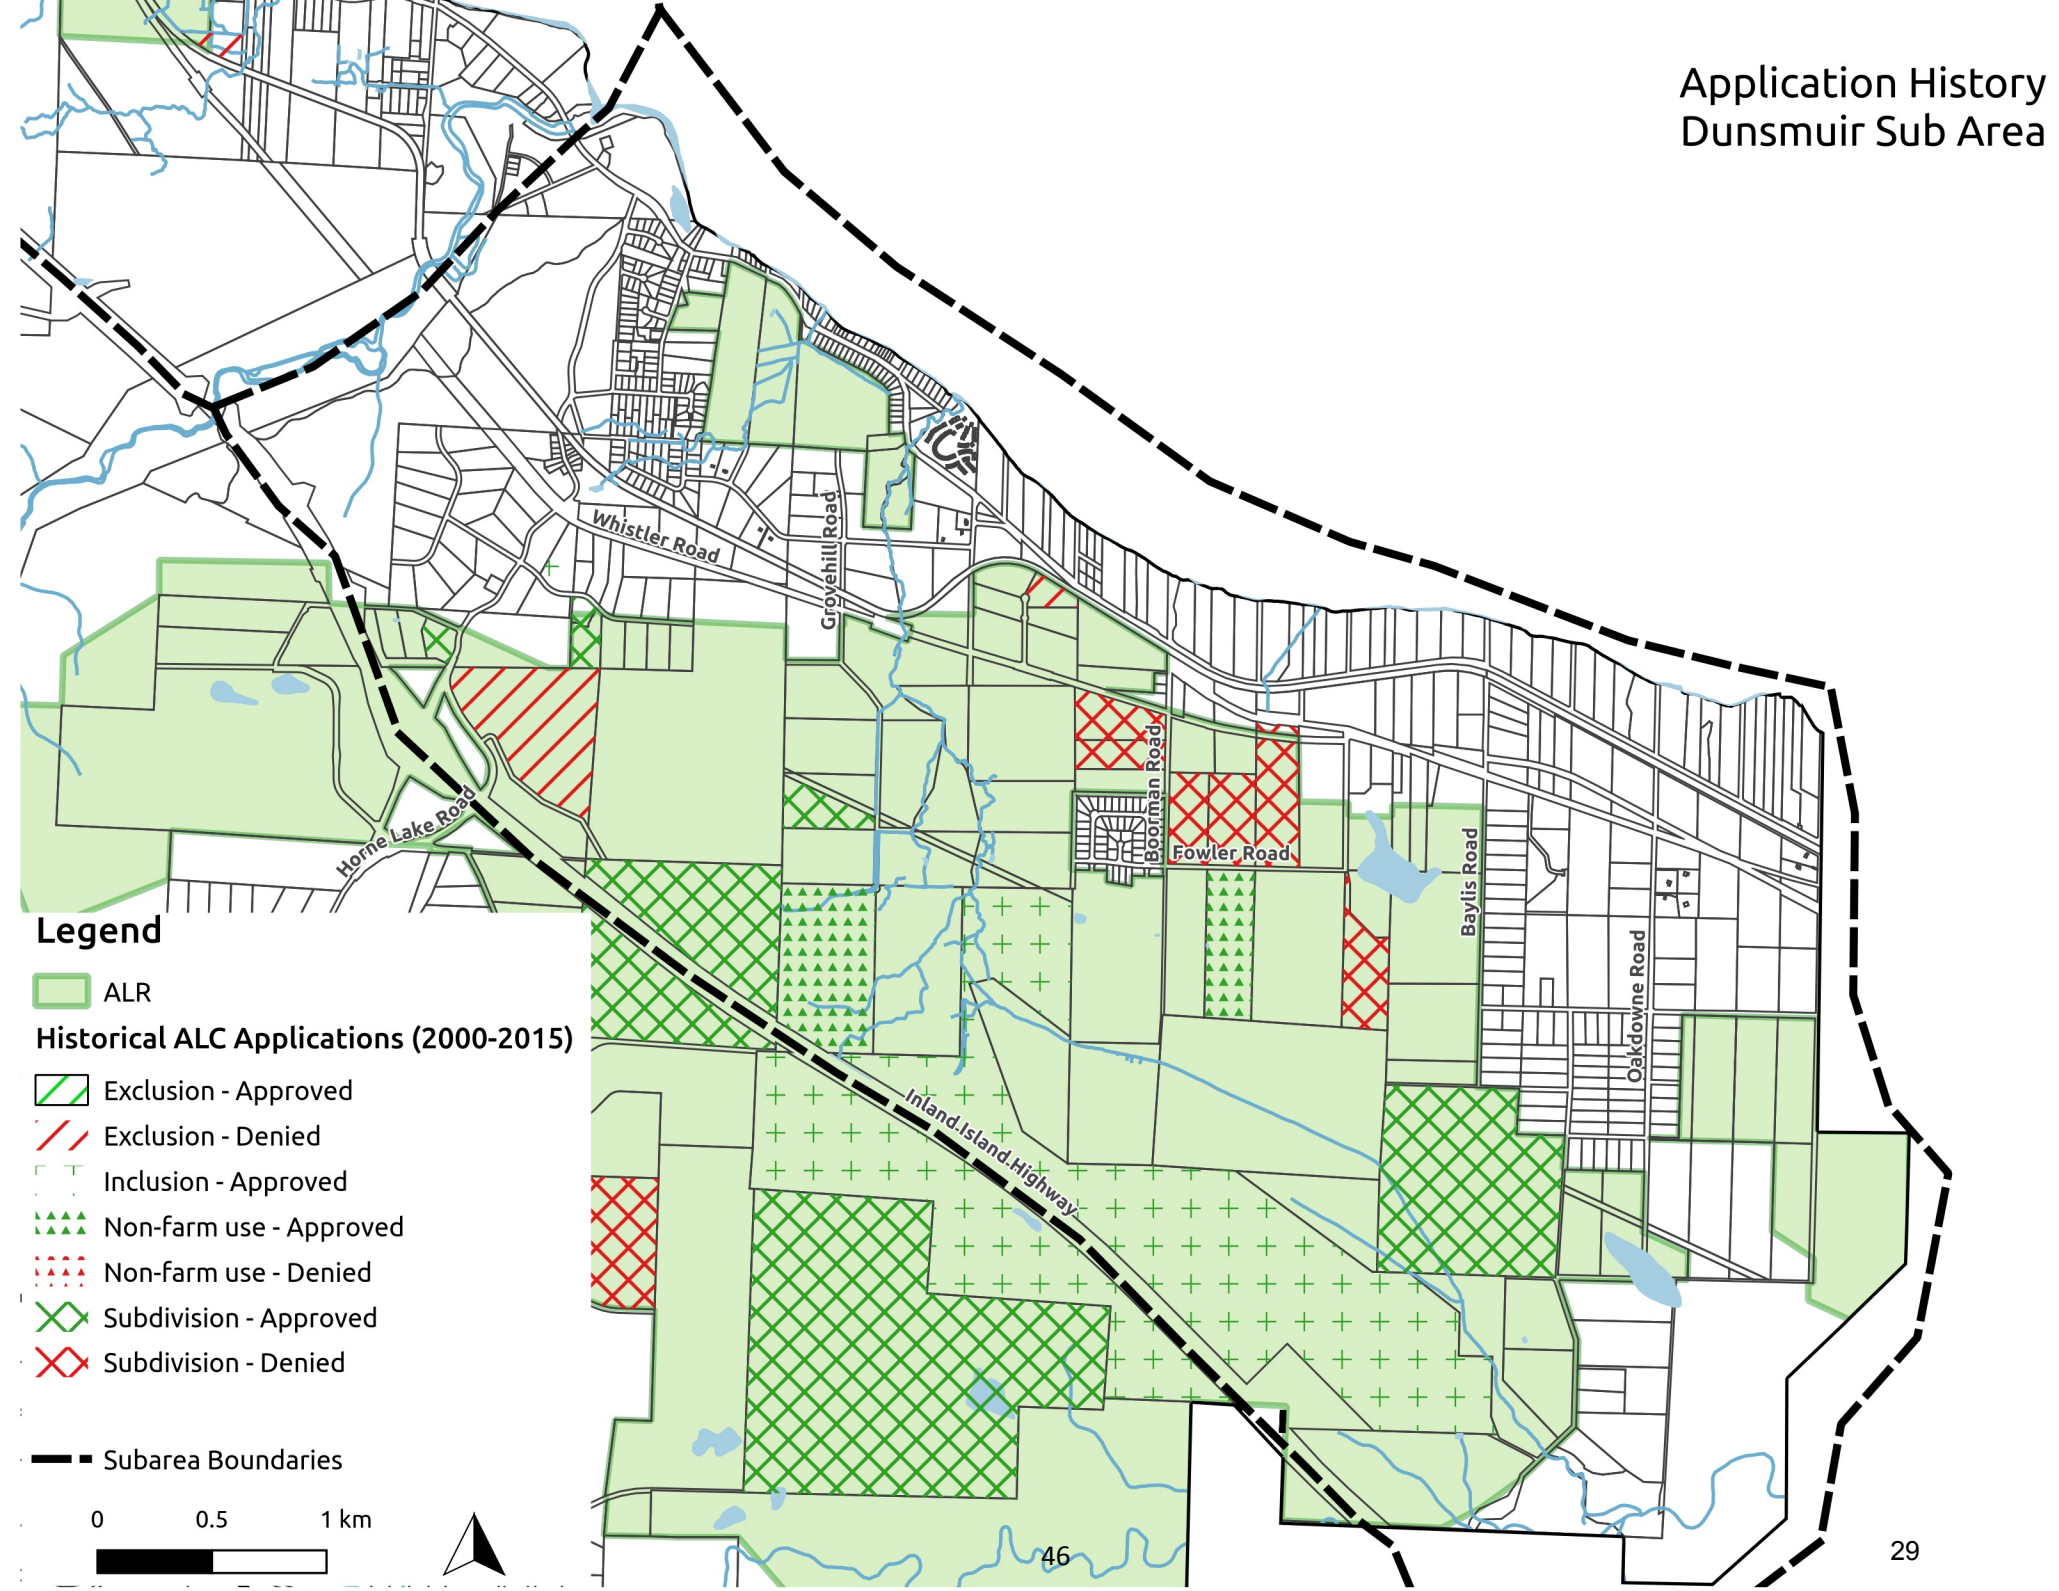 Application History
Dunsmuir Sub Area
Whistler Road
Grovehill Road
Boorman Road
Horne Lake Road
Fowler Road
Baylis Road
Oakdowne Road
Inland Island Highway
Legend
ALR
Historical ALC Applications (2000-2015)
Exclusion - Approved
Exclusion - Denied
Inclusion - Approved
Non-farm use - Approved
Non-farm use - Denied
Subdivision - Approved
Subdivision - Denied
Subarea Boundaries
0 0.5 1 km
46
29